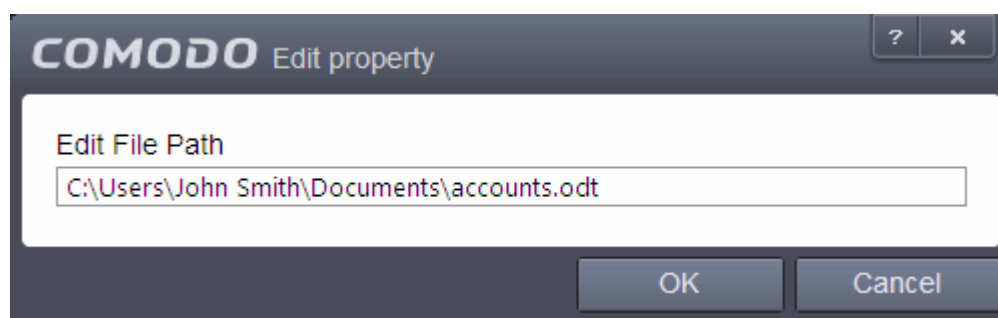 COMODO Edit property ? x
Edit File Path
C:\Users\John Smith\Documents\accounts.odt
OK Cancel